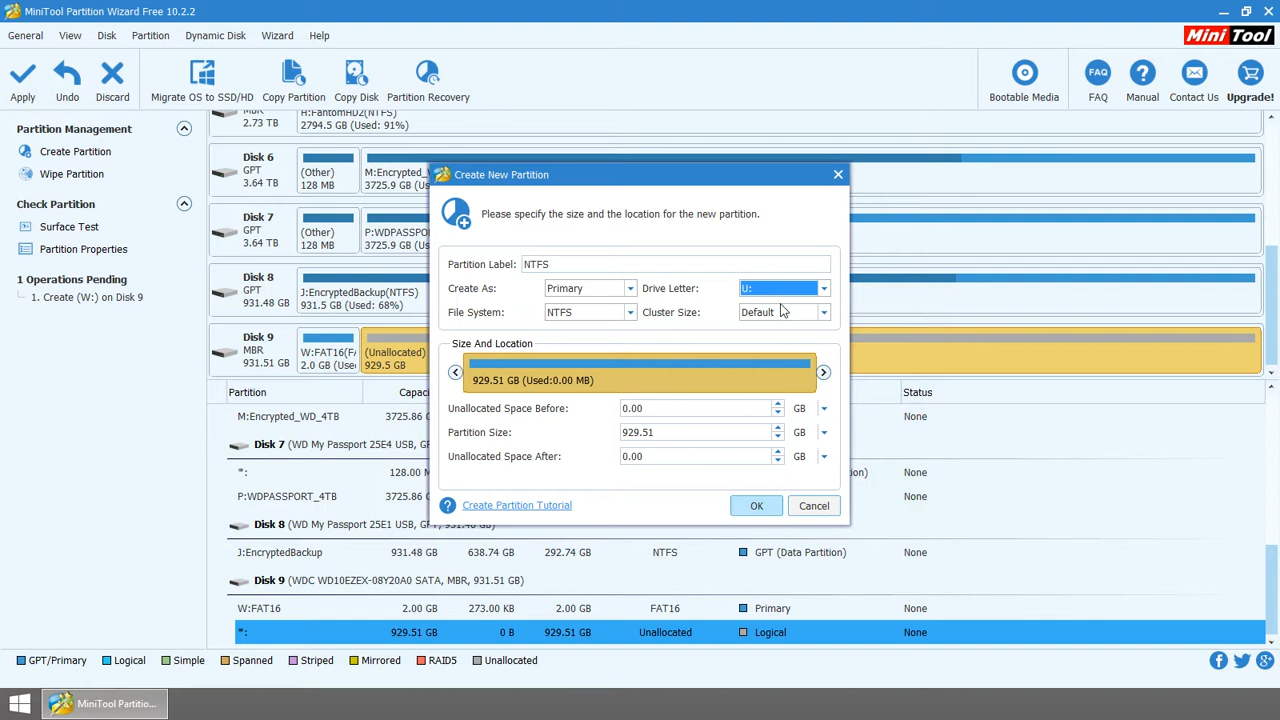 MiniTool Partition Wizard Free 10.2.2
General View Disk Partition Dynamic Disk Wizard Help
Mini Tool
Apply Undo Discard Migrate OS to SSD/HD Copy Partition Copy Disk Partition Recovery Bootable Media FAQ Manual Contact Us Upgrade!
FAQ
Partition Management
Create Partition
Wipe Partition
Check Partition
Surface Test
Partition Properties
1 Operations Pending
1. Create (W:) on Disk 9
MBR
2.73 TB
H:FantomHD2(NTFS)
2794.5 GB (Used: 91%)
Disk 6
GPT
3.64 TB
(Other)
128 MB
M:Encrypted_W
3725.9 GB (Used
Disk 7
GPT
3.64 TB
(Other)
128 MB
P:WDPASSPOR
3725.9 GB (Used
Disk 8
GPT
931.48 GB
J:EncryptedBackup(NTFS)
931.5 GB (Used: 68%)
Disk 9
MBR
931.51 GB
W:FAT16(F
2.0 GB (Used
(Unallocated)
929.5 GB
Create New Partition
Please specify the size and the location for the new partition.
Partition Label: NTFS
Create As: Primary Drive Letter: U:
File System: NTFS Cluster Size: Default
Size And Location
929.51 GB (Used:0.00 MB)
Unallocated Space Before: 0.00 GB
Partition Size: 929.51 GB
Unallocated Space After: 0.00 GB
Create Partition Tutorial OK Cancel
Partition Capac Status
M:Encrypted_WD_4TB 3725.86 None
Disk 7 (WD My Passport 25E4 USB, G
*: 128.00 M ion) None
P:WDPASSPORT_4TB 3725.86 None
Disk 8 (WD My Passport 25E1 USB, GPT, 931.48 GB)
J:EncryptedBackup 931.48 GB 638.74 GB 292.74 GB NTFS GPT (Data Partition) None
Disk 9 (WDC WD10EZEX-08Y20A0 SATA, MBR, 931.51 GB)
W:FAT16 2.00 GB 273.00 KB 2.00 GB FAT16 Primary None
*: 929.51 GB 0 B 929.51 GB Unallocated Logical None
GPT/Primary Logical Simple Spanned Striped Mirrored RAID5 Unallocated
MiniTool Partitio...